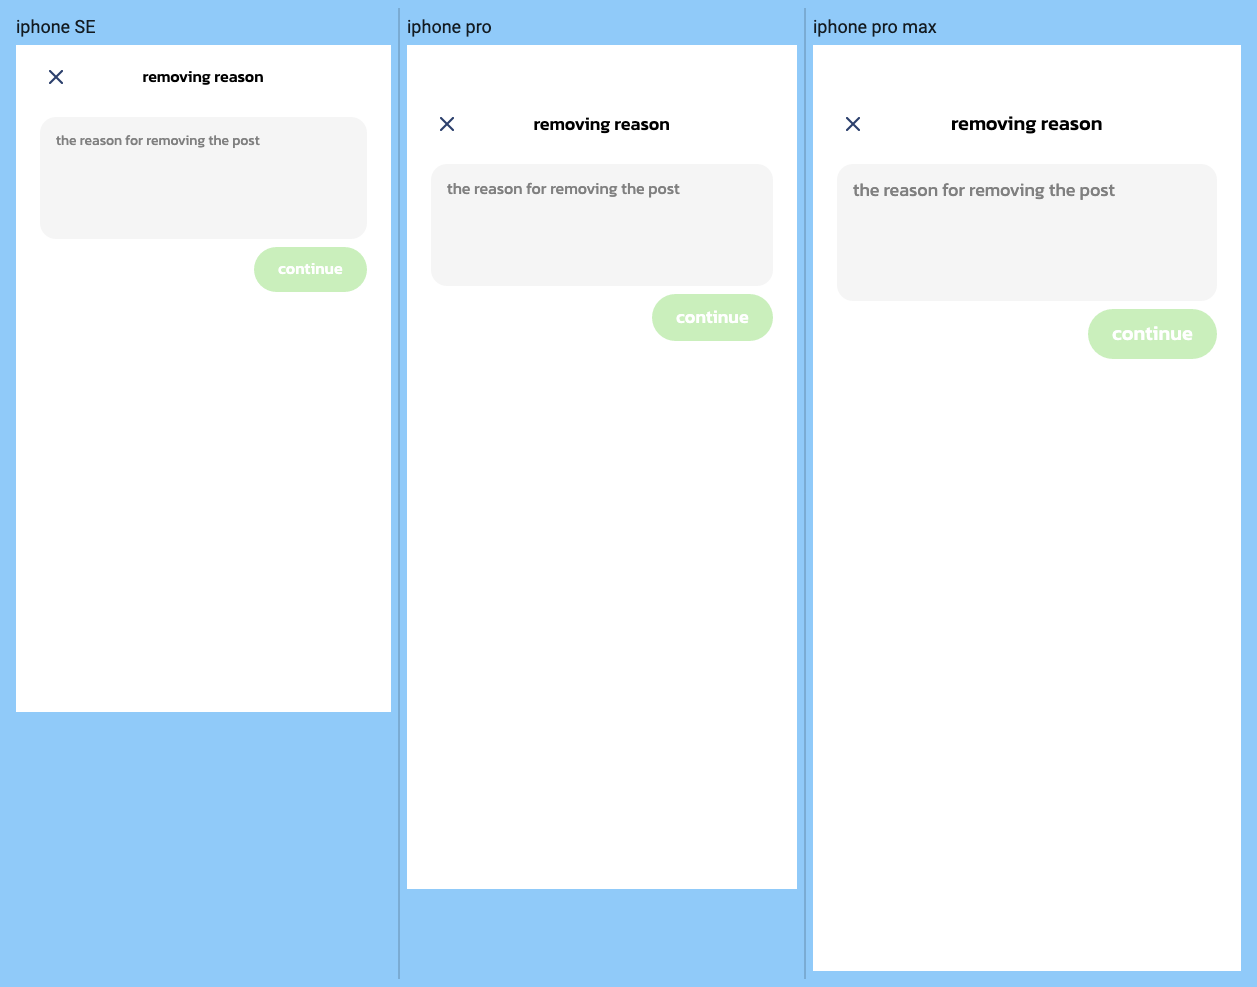 iphone SE
removing reason
the reason for removing the post
continue
iphone pro
removing reason
the reason for removing the post
continue
iphone pro max
removing reason
the reason for removing the post
continue